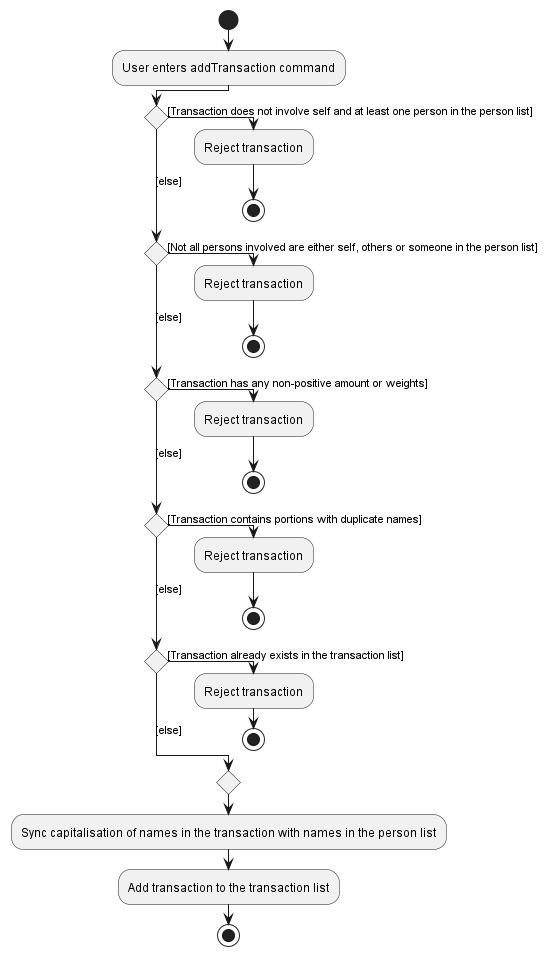 User enters addTransaction command
[Transaction does not involve self and at least one person in the person list]
Reject transaction
[else]
[Not all persons involved are either self, others or someone in the person list]
Reject transaction
[else]
[Transaction has any non-positive amount or weights]
Reject transaction
[else]
[Transaction contains portions with duplicate names]
Reject transaction
[else]
[Transaction already exists in the transaction list]
Reject transaction
[else]
Sync capitalisation of names in the transaction with names in the person list
Add transaction to the transaction list